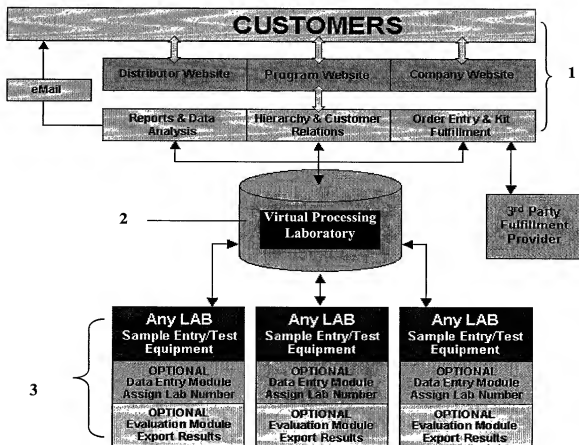 CUSTOMERS
1
Distributor Website
Program Website
Company Website
eMail
Reports & Data
Analysis
Hierarchy & Customer
Relations
Order Entry & Kit
Fulfillment
2
Virtual Processing
Laboratory
3rd Party
Fulfillment
Provider
Any LAB
Sample Entry/Test
Equipment
OPTIONAL
Data Entry Module
Assign Lab Number
OPTIONAL
Evaluation Module
Export Results
Any LAB
Sample Entry/Test
Equipment
OPTIONAL
Data Entry Module
Assign Lab Number
OPTIONAL
Evaluation Module
Export Results
Any LAB
Sample Entry/Test
Equipment
OPTIONAL
Data Entry Module
Assign Lab Number
OPTIONAL
Evaluation Module
Export Results
3